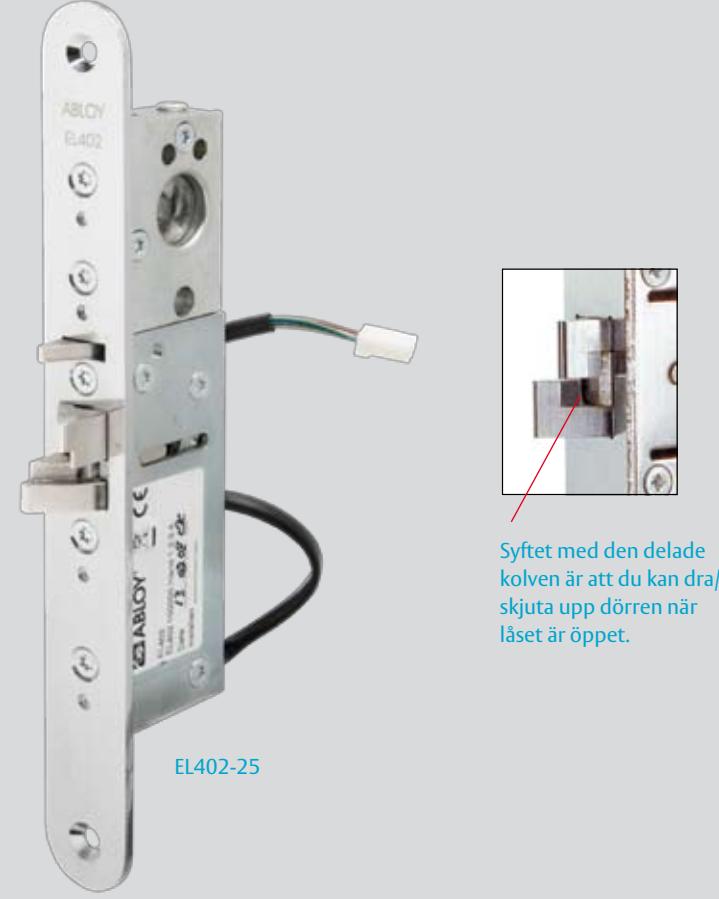 ABLOY
EL402
ABLOY
EL402
Syftet med den delade
kolven är att du kan dra/
skjuta upp dörren när
låset är öppet.
EL402-25